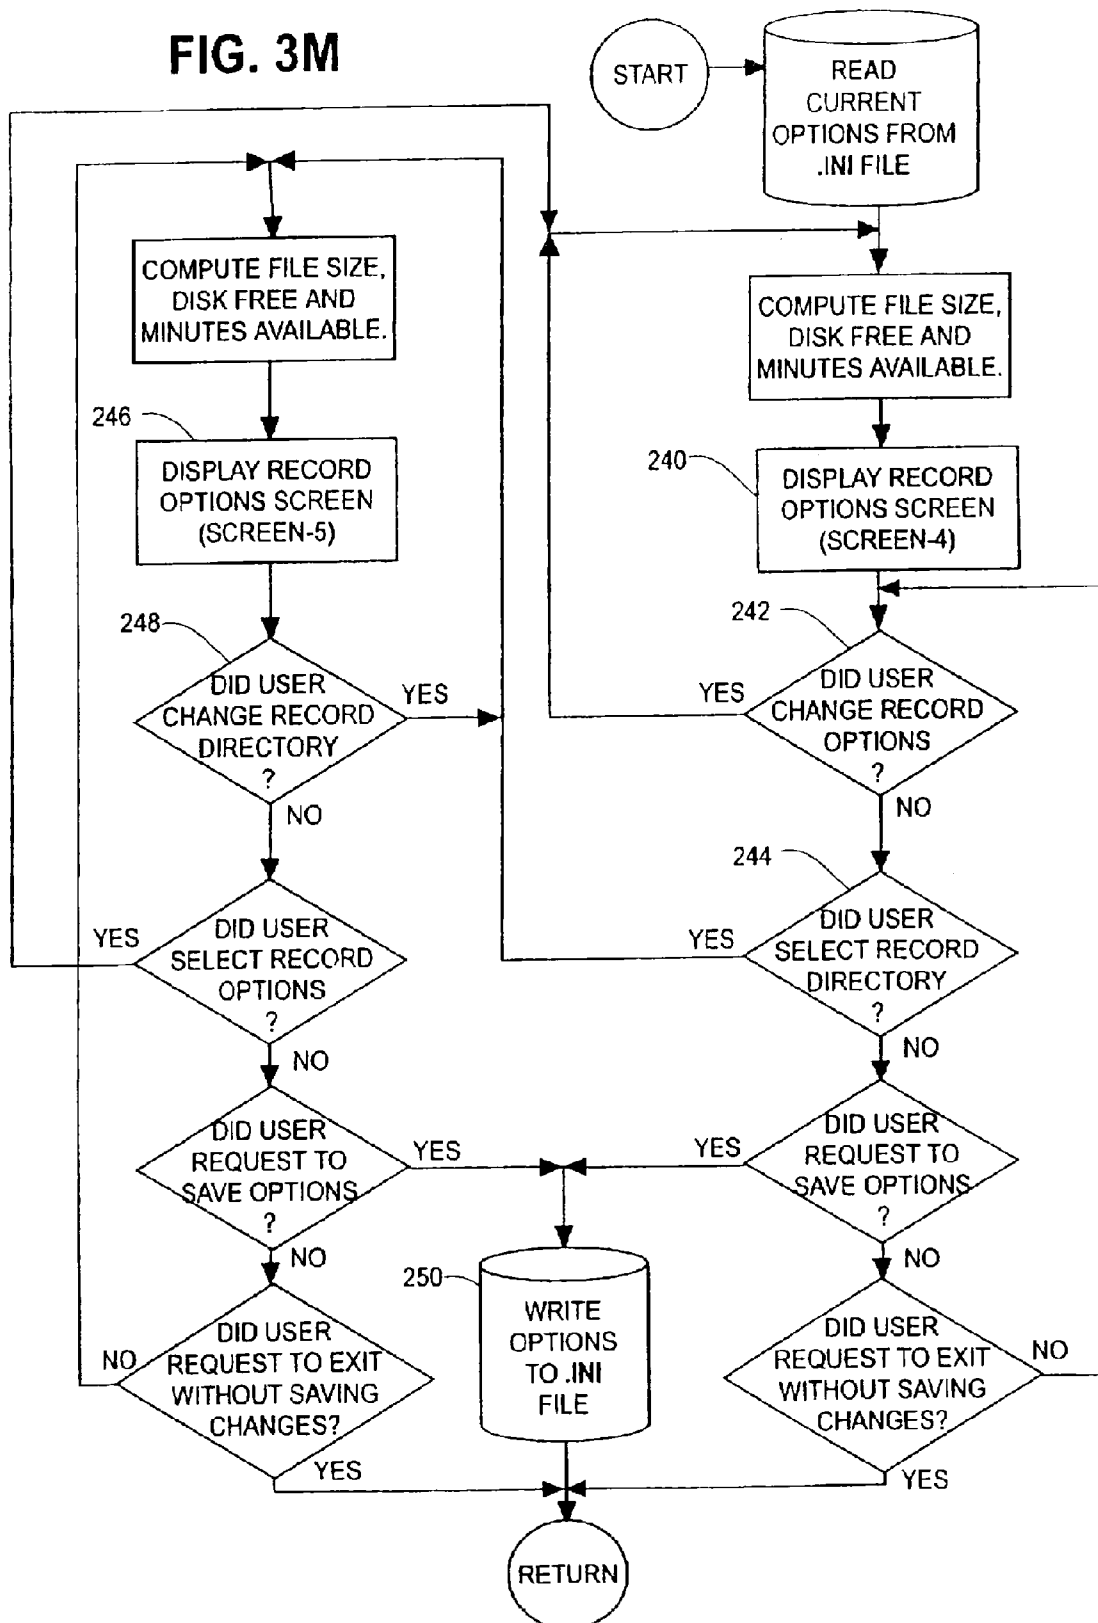 FIG. 3M
START
READ
CURRENT
OPTIONS FROM
.INI FILE
COMPUTE FILE SIZE,
DISK FREE AND
MINUTES AVAILABLE.
COMPUTE FILE SIZE,
DISK FREE AND
MINUTES AVAILABLE.
246
DISPLAY RECORD
OPTIONS SCREEN
(SCREEN-5)
240
DISPLAY RECORD
OPTIONS SCREEN
(SCREEN-4)
248
DID USER
CHANGE RECORD
DIRECTORY
?
YES
NO
242
DID USER
CHANGE RECORD
OPTIONS
?
YES
NO
DID USER
SELECT RECORD
OPTIONS
?
YES
NO
244
DID USER
SELECT RECORD
DIRECTORY
?
YES
NO
DID USER
REQUEST TO
SAVE OPTIONS
?
YES
NO
DID USER
REQUEST TO
SAVE OPTIONS
?
YES
NO
250
WRITE
OPTIONS
TO .INI
FILE
DID USER
REQUEST TO EXIT
WITHOUT SAVING
CHANGES?
NO
YES
DID USER
REQUEST TO EXIT
WITHOUT SAVING
CHANGES?
NO
YES
RETURN